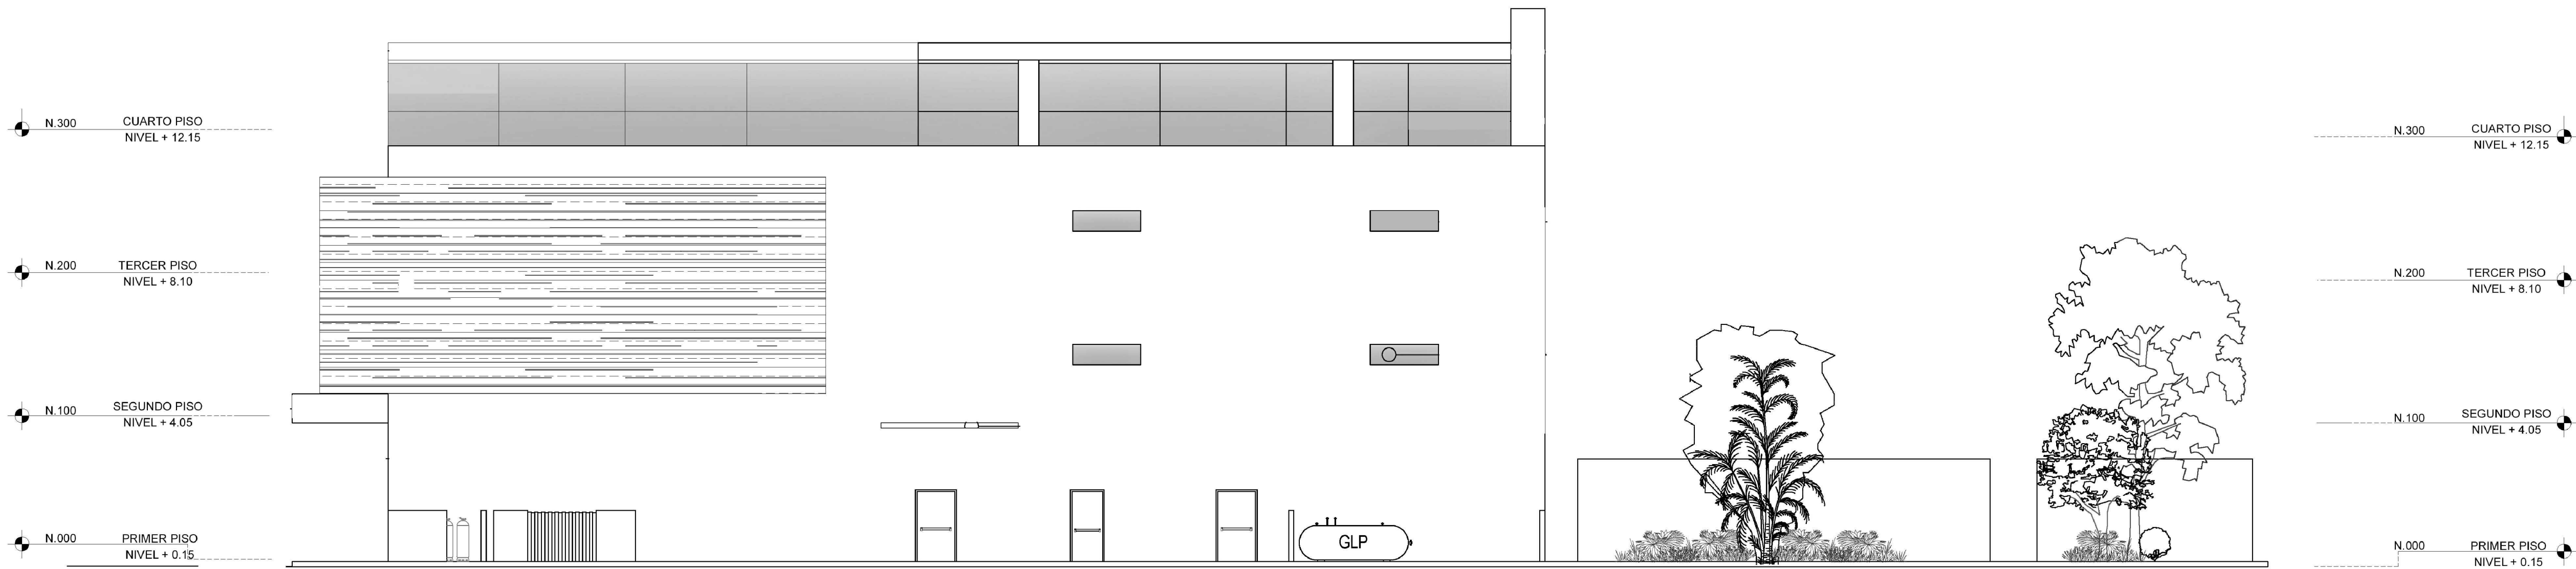 N.300 CUARTO PISO
NIVEL + 12.15
N.200 TERCER PISO
NIVEL + 8.10
N.100 SEGUNDO PISO
NIVEL + 4.05
N.000 PRIMER PISO
NIVEL + 0.15
GLP
N.300 CUARTO PISO
NIVEL + 12.15
N.200 TERCER PISO
NIVEL + 8.10
N.100 SEGUNDO PISO
NIVEL + 4.05
N.000 PRIMER PISO
NIVEL + 0.15